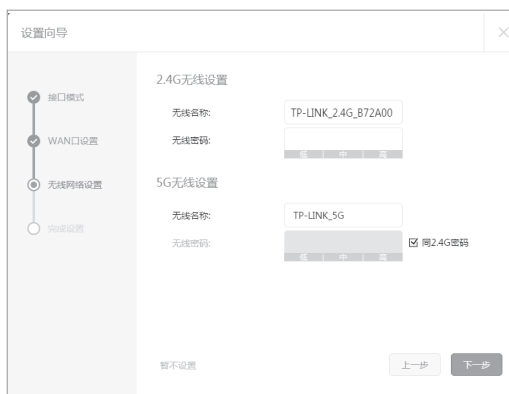 设置向导
接口模式
WAN口设置
无线网络设置
完成设置
2.4G无线设置
无线名称: TP-LINK_2.4G_B72A00
无线密码:
低 中 高
5G无线设置
无线名称: TP-LINK_5G
无线密码: 同2.4G密码
低 中 高
暂不设置 上一步 下一步